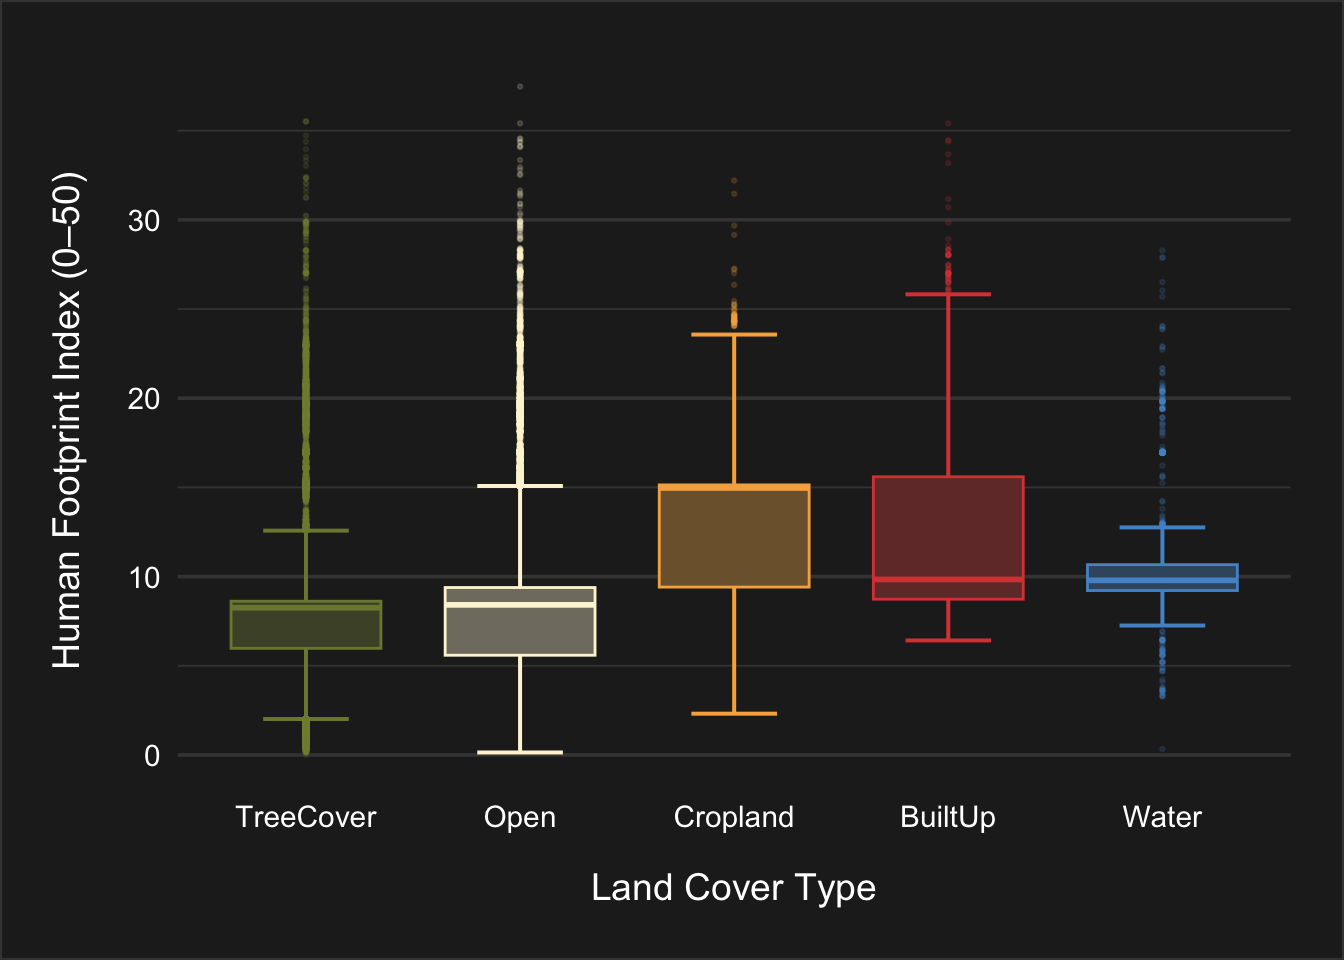 Human Footprint Index (0–50)
30
20
10
0
TreeCover Open Cropland BuiltUp Water
Land Cover Type